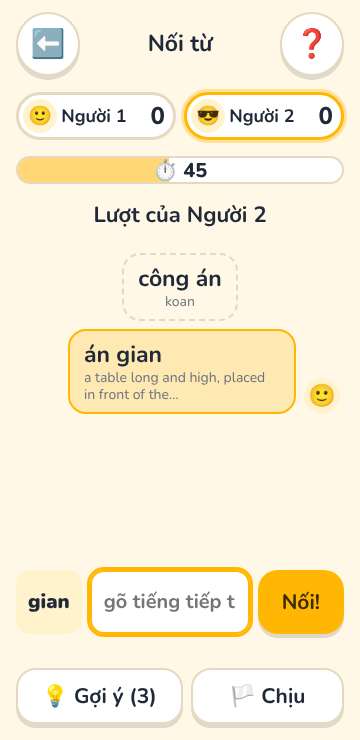 Nối từ
Người 1 0
Người 2 0
45
Lượt của Người 2
công án
koan
án gian
a table long and high, placed
in front of the...
gian
gõ tiếng tiếp t
Nối!
Gợi ý (3)
Chịu